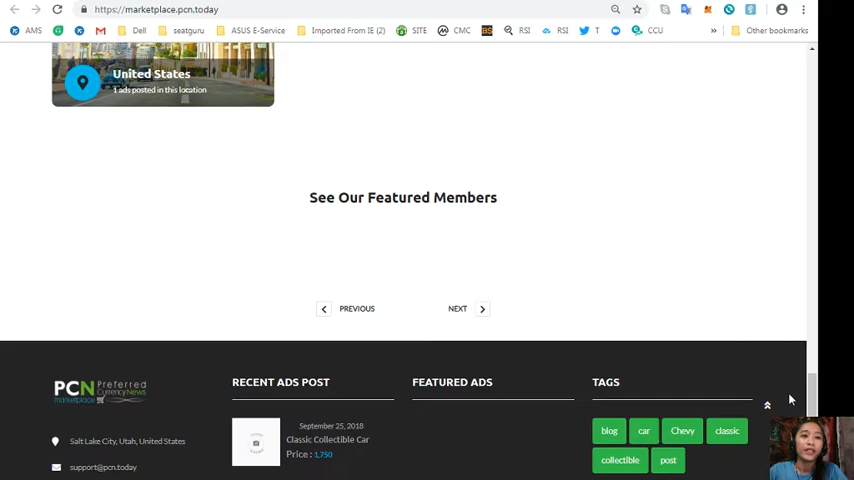 https://marketplace.pcn.today
AMS
Dell
seatguru
ASUS E-Service
Imported From IE (2)
SITE
CMC
BS
RSI
RSI
T
CCU
»
Other bookmarks
United States
1 ads posted in this location
See Our Featured Members
PREVIOUS
NEXT
PCN Preferred
Currency News
marketplace
RECENT ADS POST
FEATURED ADS
TAGS
September 25, 2018
Classic Collectible Car
Price : 1,750
blog
car
Chevy
classic
collectible
post
Salt Lake City, Utah, United States
support@pcn.today